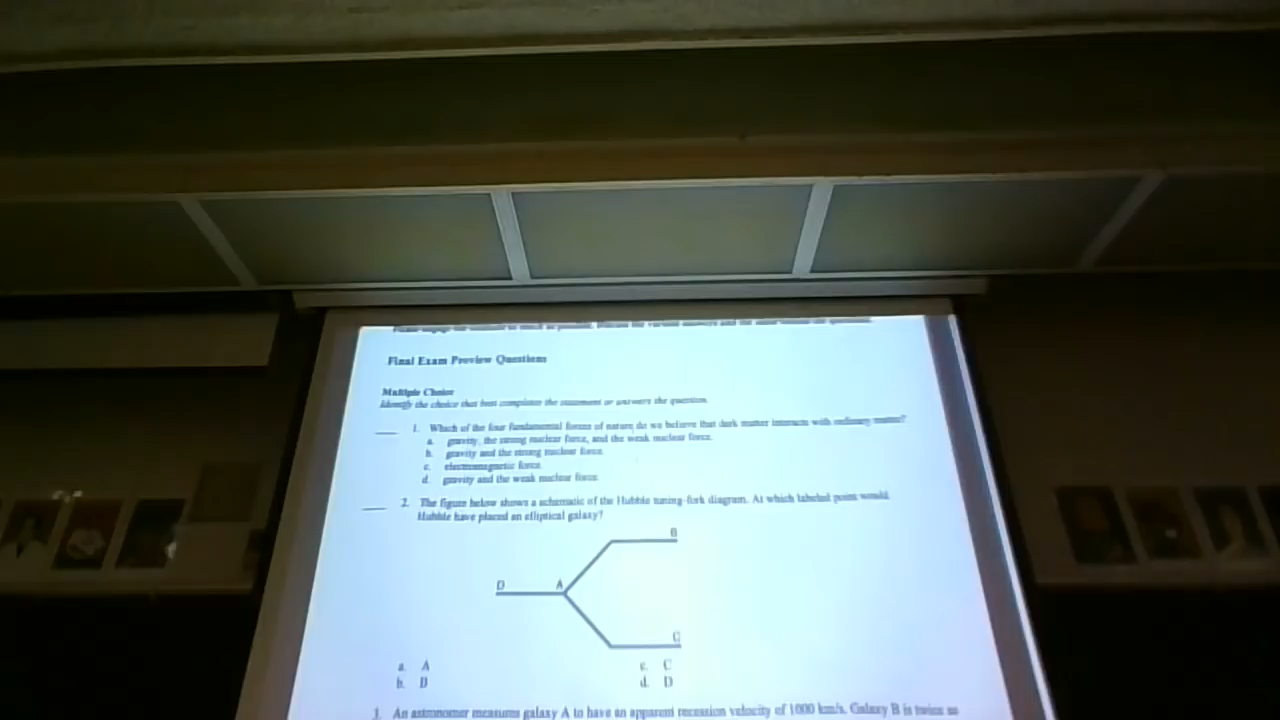 Final Exam Preview Questions
Multiple Choice
Identify the choice that best completes the statement or answers the question.
1. Which of the four fundamental forces of nature do we believe that dark matter interacts with ordinary matter?
a. gravity, the strong nuclear force, and the weak nuclear force.
b. gravity and the strong nuclear force.
c. electromagnetic force.
d. gravity and the weak nuclear force
2. The figure below shows a schematic of the Hubble tuning-fork diagram. At which labeled point would
Hubble have placed an elliptical galaxy?
B
D A
C
a. A c. C
b. D d. D
An astronomer measures galaxy A to have an apparent recession velocity of 1000 km/s. Galaxy B is twice as